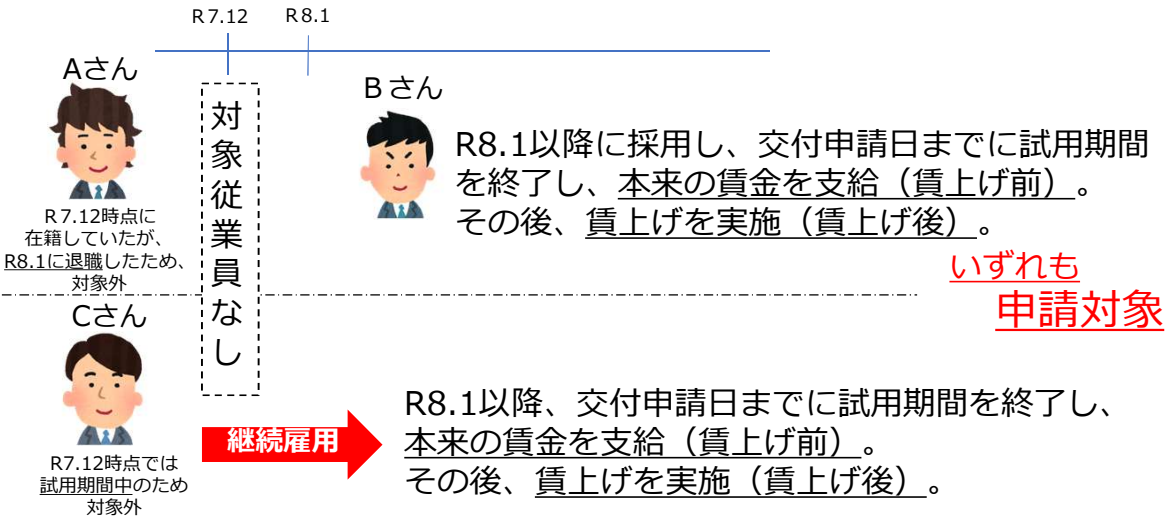 R7.12
R8.1
Aさん
R7.12時点に
在籍していたが、
R8.1に退職したため、
対象外
対象従業員なし
Bさん
R8.1以降に採用し、交付申請日までに試用期間
を終了し、本来の賃金を支給（賃上げ前）。
その後、賃上げを実施（賃上げ後）。
いずれも
申請対象
Cさん
R7.12時点では
試用期間中のため
対象外
継続雇用
R8.1以降、交付申請日までに試用期間を終了し、
本来の賃金を支給（賃上げ前）。
その後、賃上げを実施（賃上げ後）。